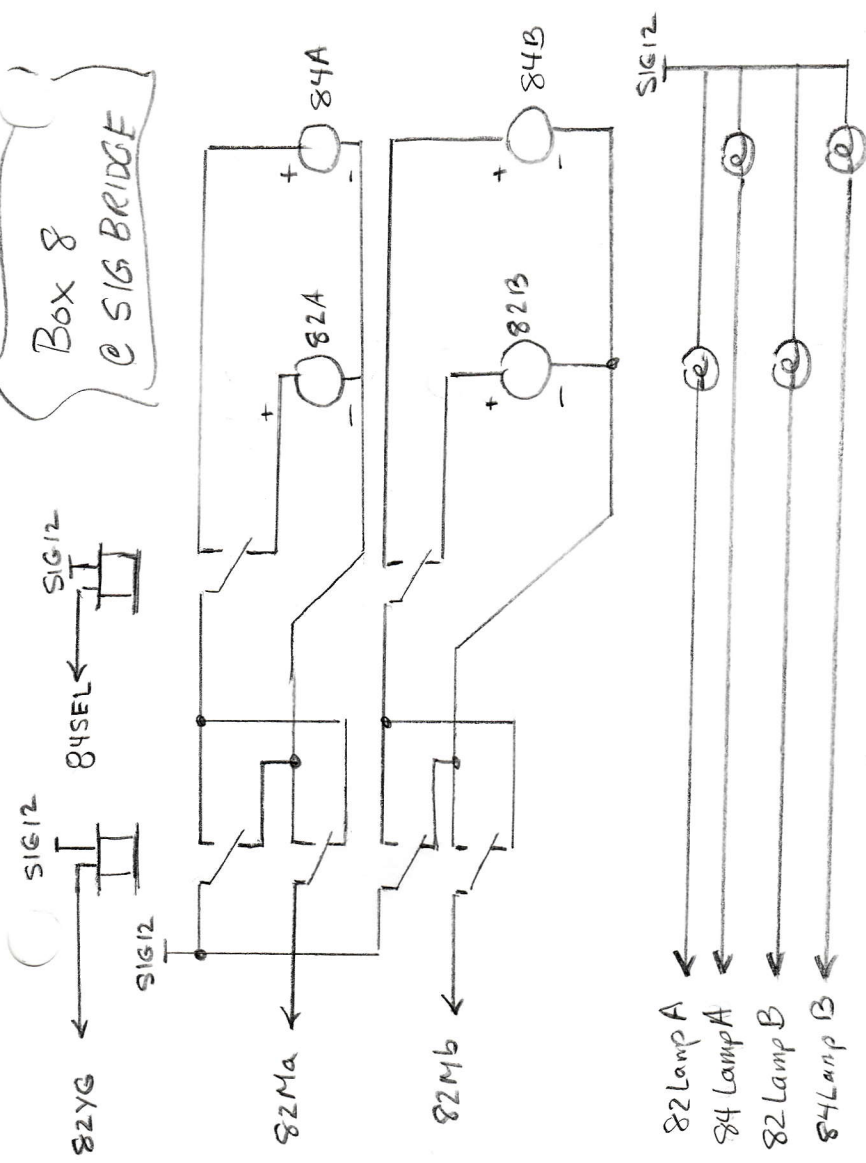 Box 8
@ SIG BRIDGE
SIG12
84SEL
SIG12
82YG
SIG12
82Ma
82Mb
84A
+
-
82A
+
-
84B
+
-
82B
+
-
SIG12
82 Lamp A
84 Lamp A
82 Lamp B
84 Lamp B